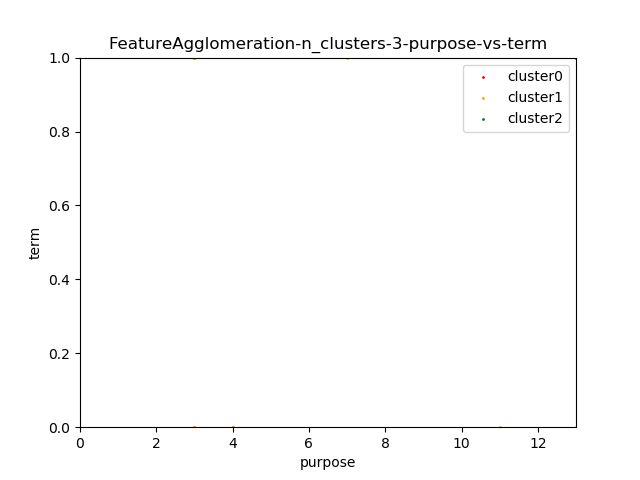 FeatureAgglomeration-n_clusters-3-purpose-vs-term
cluster0
cluster1
cluster2
1.0
0.8
0.6
0.4
0.2
0.0
term
0 2 4 6 8 10 12
purpose